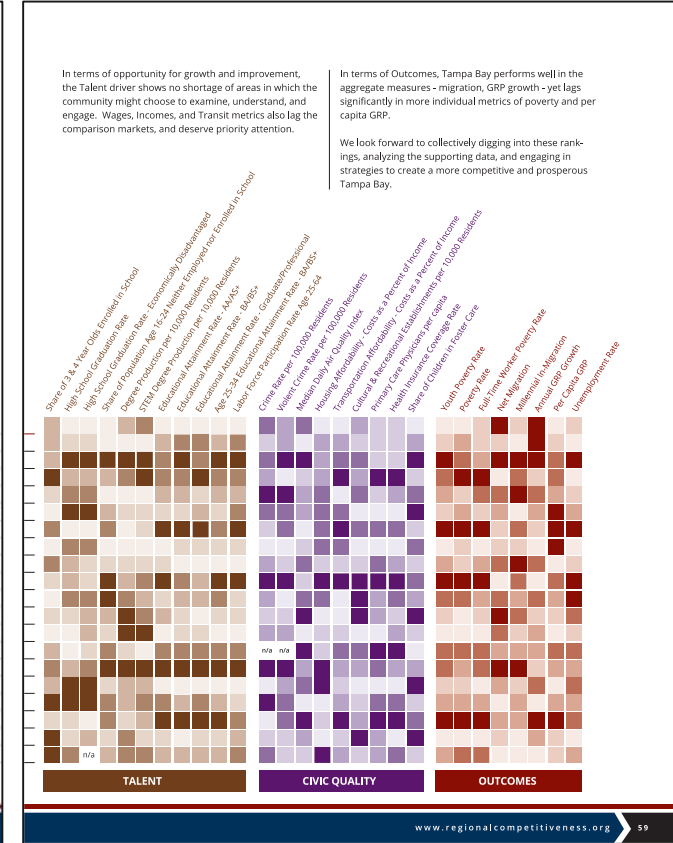 In terms of opportunity for growth and improvement,
the Talent driver shows no shortage of areas in which the
community might choose to examine, understand, and
engage.  Wages, Incomes, and Transit metrics also lag the
comparison markets, and deserve priority attention.
In terms of Outcomes, Tampa Bay performs well in the
aggregate measures - migration, GRP growth - yet lags
significantly in more individual metrics of poverty and per
capita GRP.
We look forward to collectively digging into these rank-
ings, analyzing the supporting data, and engaging in
strategies to create a more competitive and prosperous
Tampa Bay.
Share of 3 & 4 Year Olds Enrolled in School
High School Graduation Rate
High School Graduation Rate - Economically Disadvantaged
Share of Population Age 16-24 Neither Employed nor Enrolled in School
Degree Production per 10,000 Residents
STEM Degree Production per 10,000 Residents
Educational Attainment Rate - AA/AS+
Educational Attainment Rate - BA/BS+
Educational Attainment Rate - Graduate/Professional
Age 25-34 Educational Attainment Rate - BA/BS+
Labor Force Participation Rate Age 25-64
Crime Rate per 100,000 Residents
Violent Crime Rate per 100,000 Residents
Median Daily Air Quality Index
Housing Affordability - Costs as a Percent of Income
Transportation Affordability - Costs as a Percent of Income
Cultural & Recreational Establishments per 10,000 Residents
Primary Care Physicians per capita
Health Insurance Coverage Rate
Share of Children in Foster Care
Youth Poverty Rate
Poverty Rate
Full-Time Worker Poverty Rate
Net Migration
Millennial In-Migration
Annual GRP Growth
Per Capita GRP
Unemployment Rate
n/a n/a
n/a
TALENT
CIVIC QUALITY
OUTCOMES
www.regionalcompetitiveness.org
59